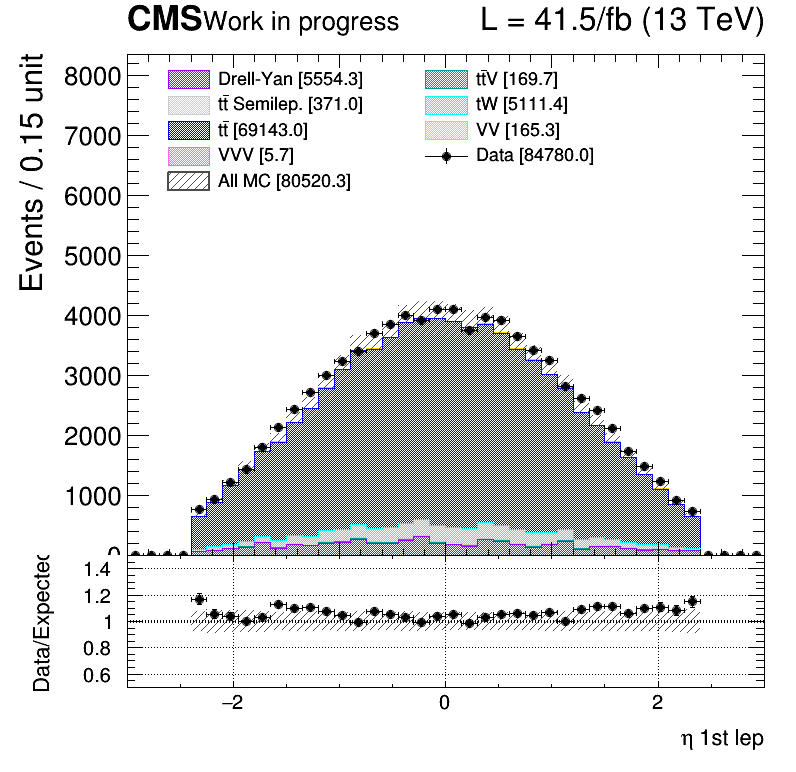 CMS Work in progress L = 41.5/fb (13 TeV)
Events / 0.15 unit
8000
7000
6000
5000
4000
3000
2000
1000
0
Drell-Yan [5554.3]
tt̄ Semilep. [371.0]
tt̄ [69143.0]
VVV [5.7]
All MC [80520.3]
tt̄V [169.7]
tW [5111.4]
VV [165.3]
Data [84780.0]
Data/Expected
1.4
1.2
1
0.8
0.6
−2 0 2
η 1st lep